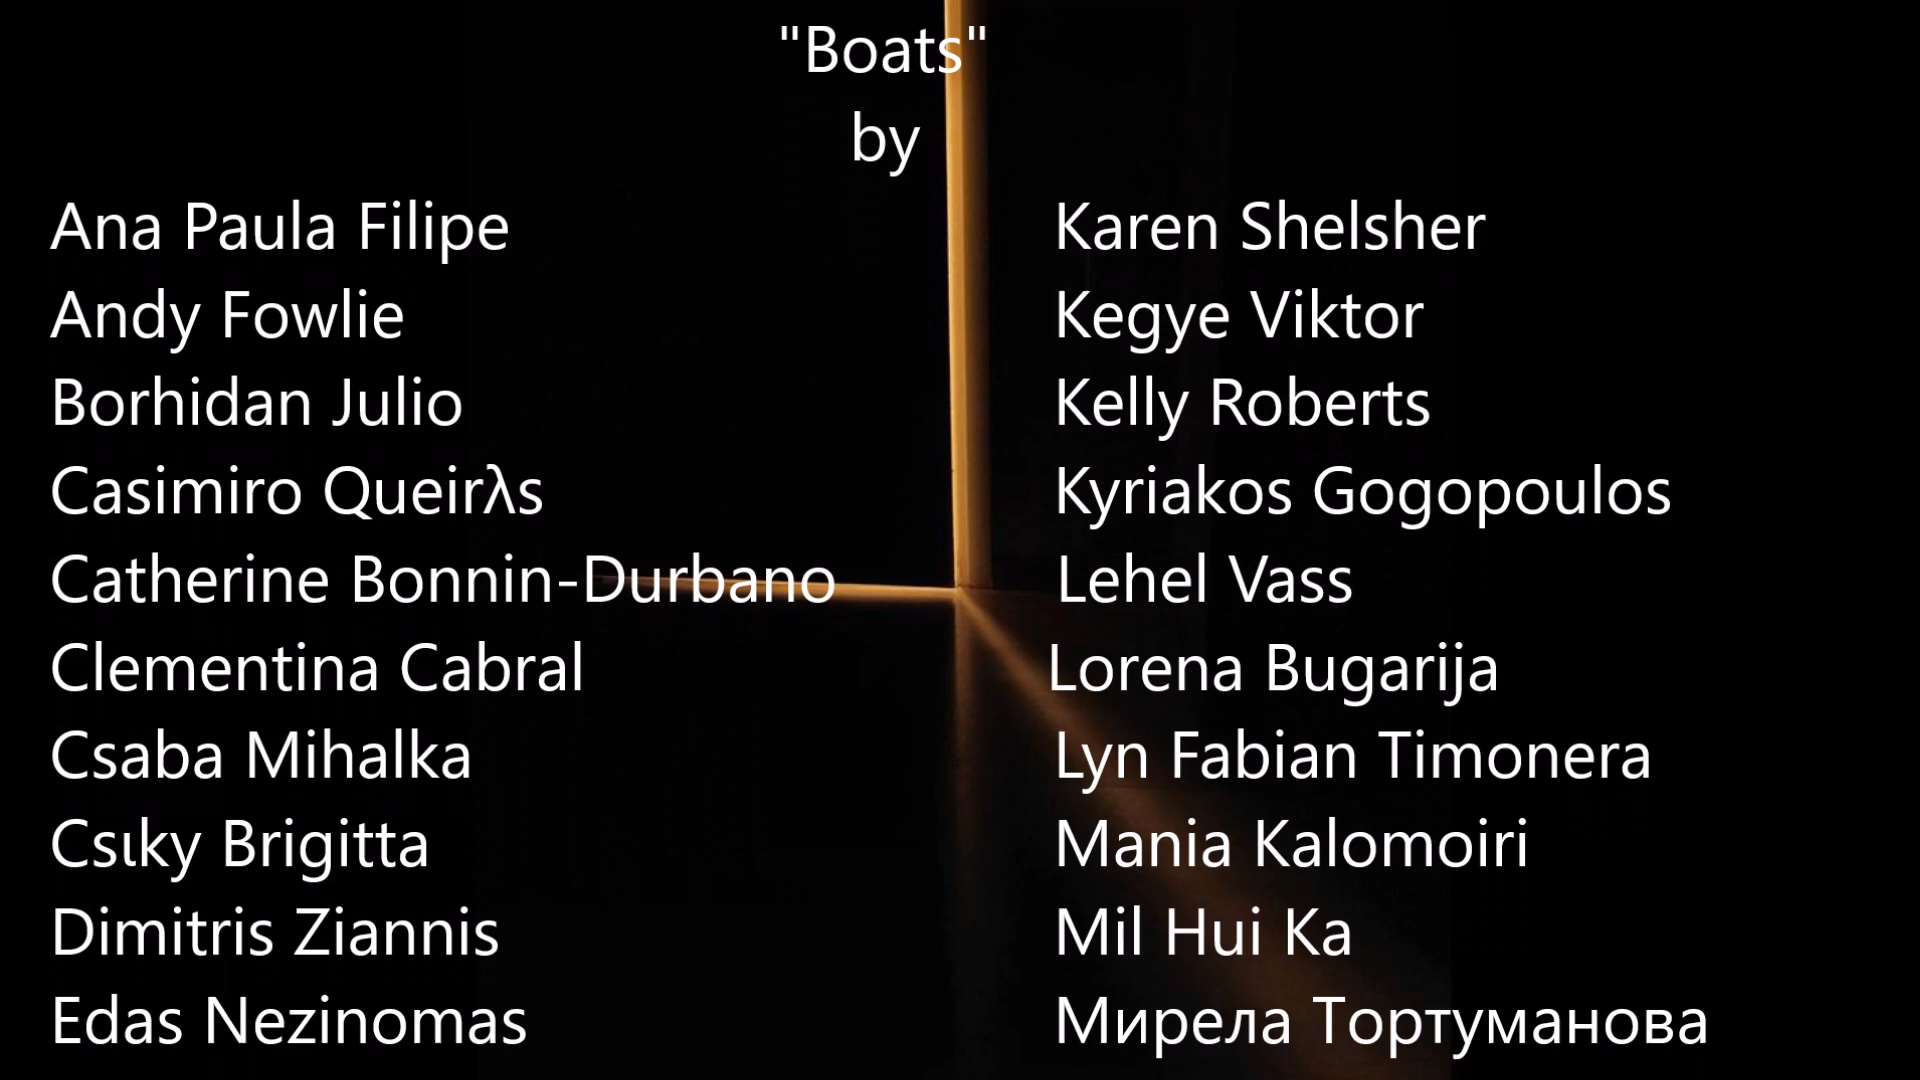 "Boats"
by
Ana Paula Filipe
Andy Fowlie
Borhidan Julio
Casimiro Queirλs
Catherine Bonnin-Durbano
Clementina Cabral
Csaba Mihalka
Csιky Brigitta
Dimitris Ziannis
Edas Nezinomas
Karen Shelsher
Kegye Viktor
Kelly Roberts
Kyriakos Gogopoulos
Lehel Vass
Lorena Bugarija
Lyn Fabian Timonera
Mania Kalomoiri
Mil Hui Ka
Мирела Тортуманова